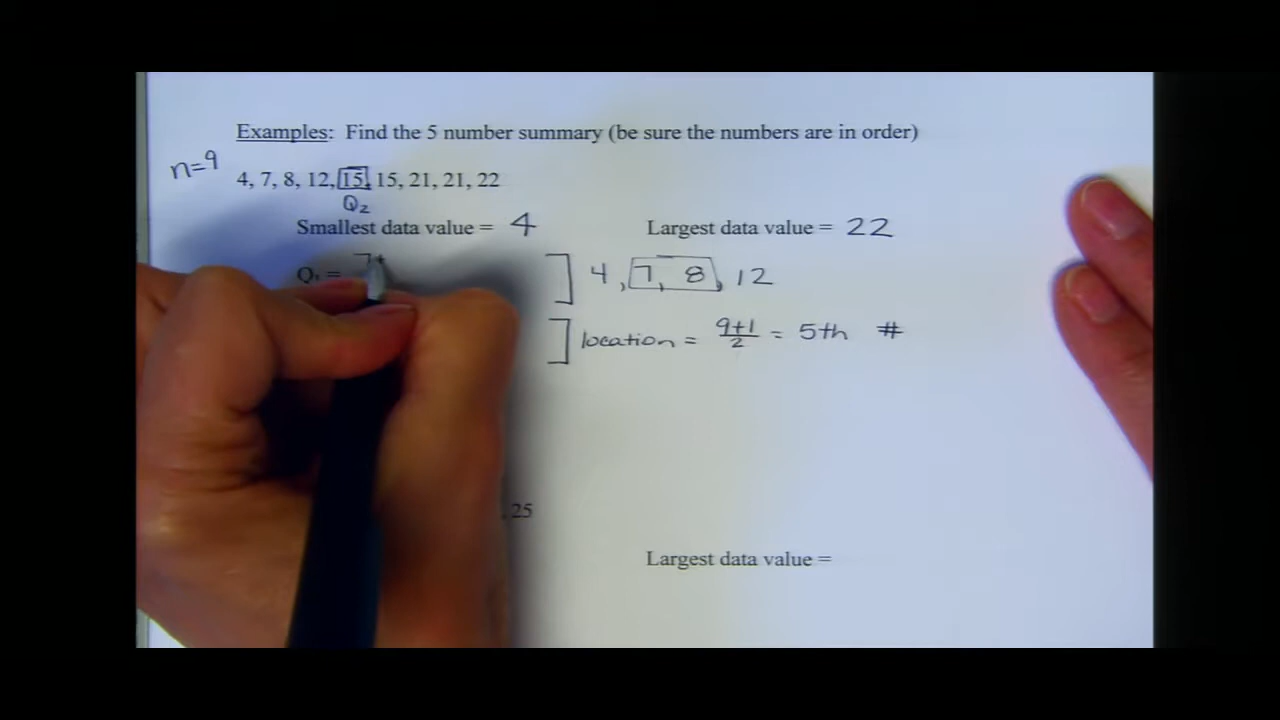 Examples: Find the 5 number summary (be sure the numbers are in order)
n=9
4, 7, 8, 12, 15, 15, 21, 21, 22
Q2
Smallest data value = 4 Largest data value = 22
Q1 = 7+ ] 4, 7, 8, 12
] location = 9+1/2 = 5th #
, 25
Largest data value =